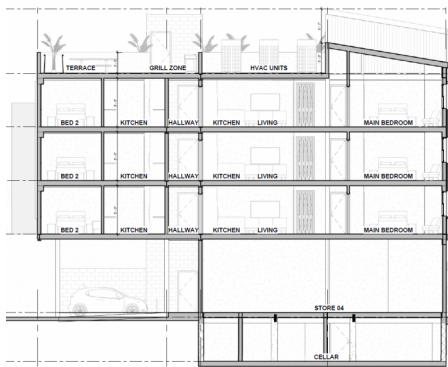 TERRACE GRILL ZONE HVAC UNITS
BED 2 KITCHEN HALLWAY KITCHEN LIVING MAIN BEDROOM
BED 2 KITCHEN HALLWAY KITCHEN LIVING MAIN BEDROOM
BED 2 KITCHEN HALLWAY KITCHEN LIVING MAIN BEDROOM
STORE 04
CELLAR